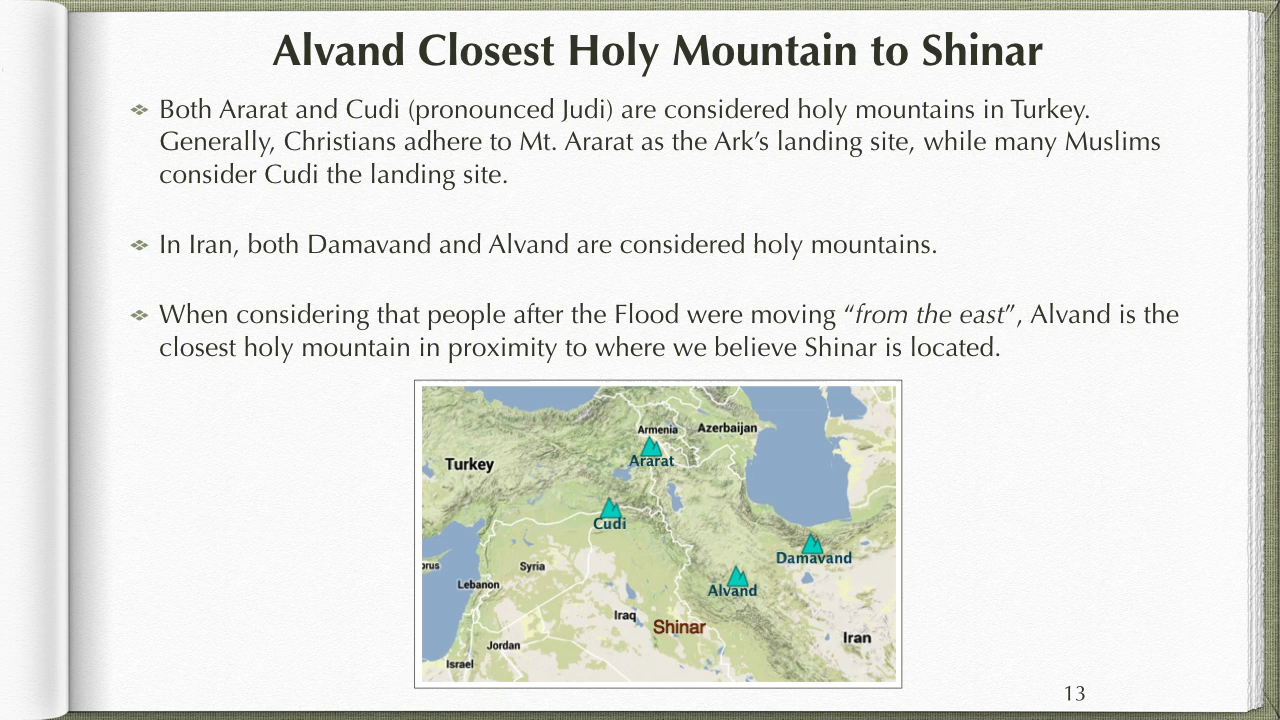 Alvand Closest Holy Mountain to Shinar
Both Ararat and Cudi (pronounced Judi) are considered holy mountains in Turkey.
Generally, Christians adhere to Mt. Ararat as the Ark’s landing site, while many Muslims
consider Cudi the landing site.
In Iran, both Damavand and Alvand are considered holy mountains.
When considering that people after the Flood were moving “from the east”, Alvand is the
closest holy mountain in proximity to where we believe Shinar is located.
Armenia
Azerbaijan
Ararat
Turkey
Cudi
Damavand
prus
Syria
Lebanon
Alvand
Iraq
Shinar
Iran
Jordan
Israel
13